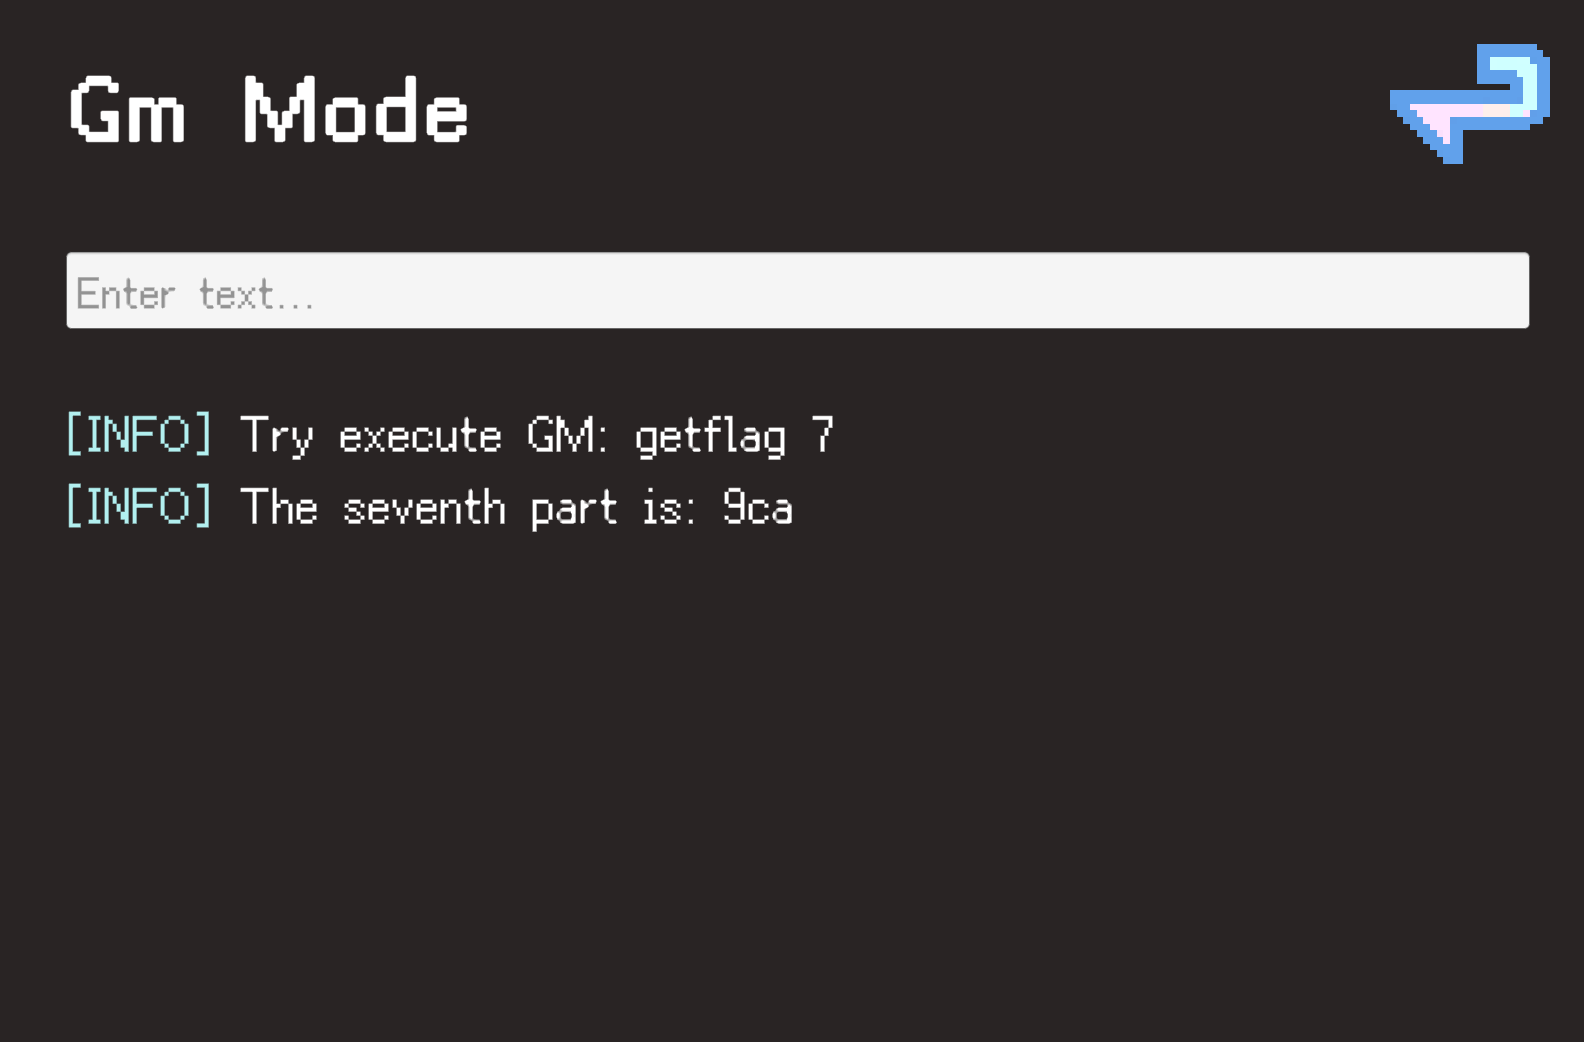 Gm Mode
Enter text...
[INFO] Try execute GM: getflag 7
[INFO] The seventh part is: 9ca